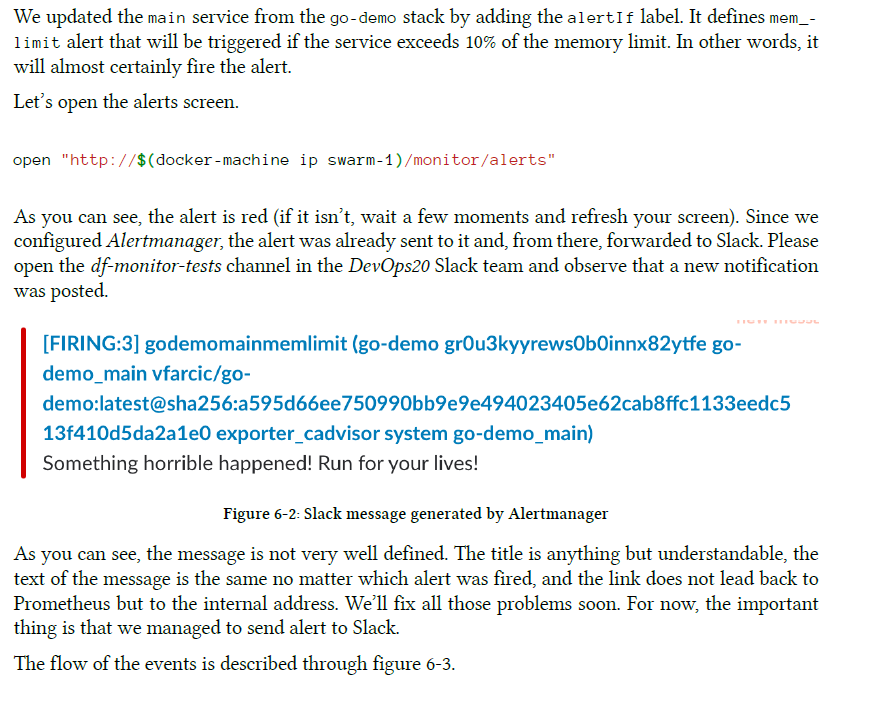 We updated the main service from the go-demo stack by adding the alertIf label. It defines mem_-
limit alert that will be triggered if the service exceeds 10% of the memory limit. In other words, it
will almost certainly fire the alert.
Let's open the alerts screen.
open "http://$(docker-machine ip swarm-1)/monitor/alerts"
As you can see, the alert is red (if it isn't, wait a few moments and refresh your screen). Since we
configured Alertmanager, the alert was already sent to it and, from there, forwarded to Slack. Please
open the df-monitor-tests channel in the DevOps20 Slack team and observe that a new notification
was posted.
[FIRING:3] godemomainmemlimit (go-demo gr0u3kyyrews0b0innx82ytfe go-
demo_main vfarcic/go-
demo:latest@sha256:a595d66ee750990bb9e9e494023405e62cab8ffc1133eedc5
13f410d5da2a1e0 exporter_cadvisor system go-demo_main)
Something horrible happened! Run for your lives!
Figure 6-2: Slack message generated by Alertmanager
As you can see, the message is not very well defined. The title is anything but understandable, the
text of the message is the same no matter which alert was fired, and the link does not lead back to
Prometheus but to the internal address. We'll fix all those problems soon. For now, the important
thing is that we managed to send alert to Slack.
The flow of the events is described through figure 6-3.